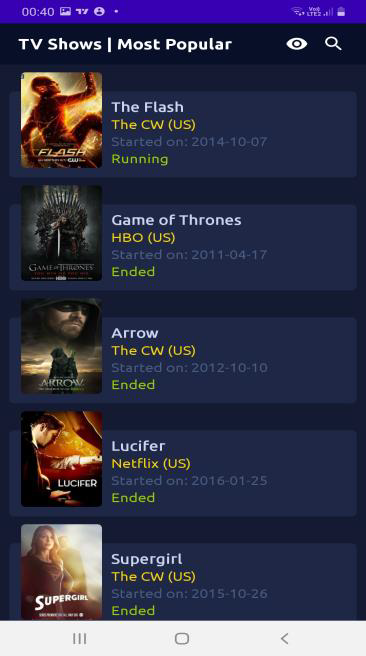 00:40
Vo))
LTE2
TV Shows | Most Popular
FLASH
The Flash
The CW (US)
Started on: 2014-10-07
Running
GAME OF THRONES
HBO
Game of Thrones
HBO (US)
Started on: 2011-04-17
Ended
ARROW
Arrow
The CW (US)
Started on: 2012-10-10
Ended
LUCIFER
Lucifer
Netflix (US)
Started on: 2016-01-25
Ended
SUPERGIRL
Supergirl
The CW (US)
Started on: 2015-10-26
Ended